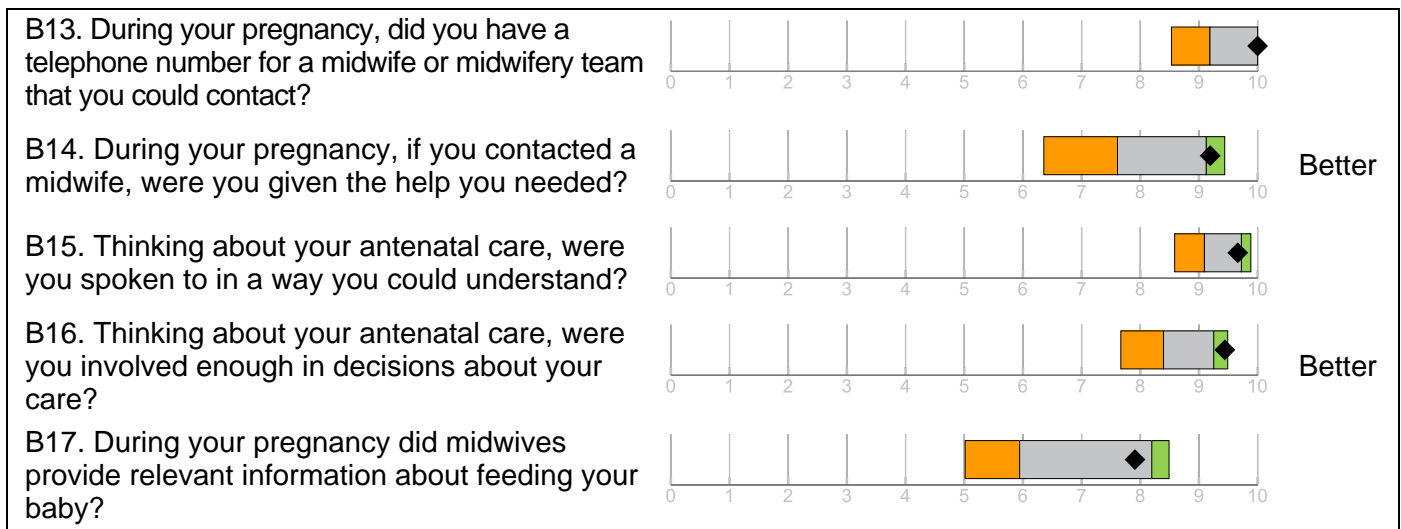 B13. During your pregnancy, did you have a
telephone number for a midwife or midwifery team
that you could contact?
0 1 2 3 4 5 6 7 8 9 10
B14. During your pregnancy, if you contacted a
midwife, were you given the help you needed?
0 1 2 3 4 5 6 7 8 9 10
Better
B15. Thinking about your antenatal care, were
you spoken to in a way you could understand?
0 1 2 3 4 5 6 7 8 9 10
B16. Thinking about your antenatal care, were
you involved enough in decisions about your
care?
0 1 2 3 4 5 6 7 8 9 10
Better
B17. During your pregnancy did midwives
provide relevant information about feeding your
baby?
0 1 2 3 4 5 6 7 8 9 10